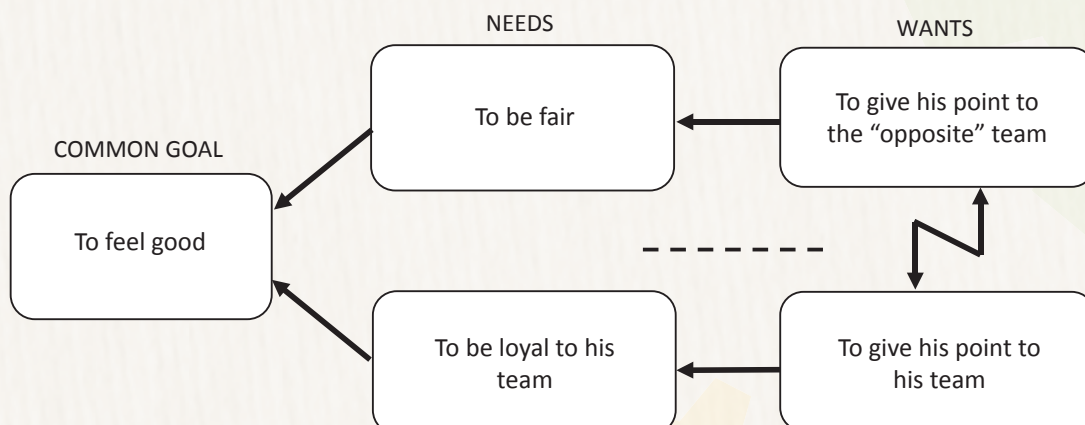 NEEDS
WANTS
To be fair
To give his point to
the “opposite” team
COMMON GOAL
To feel good
To be loyal to his
team
To give his point to
his team